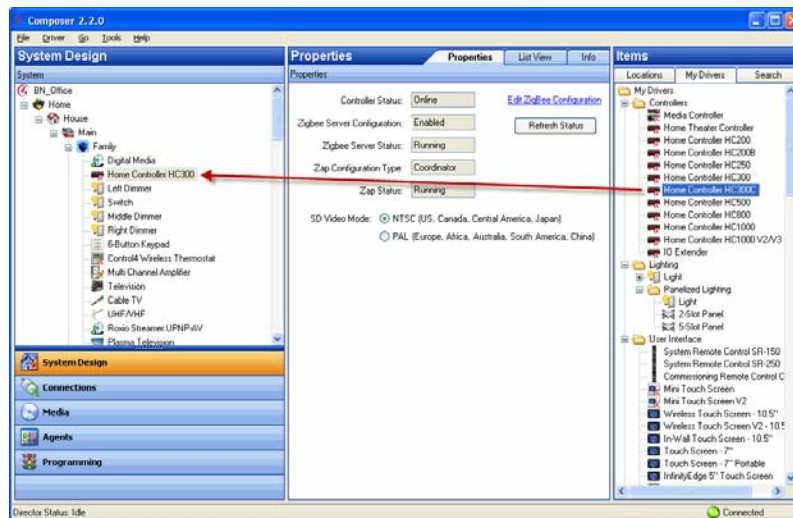 Composer 2.2.0
File Driver Go Tools Help
System Design
System
BN_Office
Home
House
Main
Family
Digital Media
Home Controller HC300
Left Dimmer
Switch
Middle Dimmer
Right Dimmer
6-Button Keypad
Control4 Wireless Thermostat
Multi Channel Amplifier
Television
Cable TV
UHF/VHF
Roxio Streamer UPNP-AV
Plasma Television
System Design
Connections
Media
Agents
Programming
Director Status: Idle
Properties
Properties List View Info
Properties
Controller Status: Online Edit ZigBee Configuration
Zigbee Server Configuration: Enabled Refresh Status
Zigbee Server Status: Running
Zap Configuration Type: Coordinator
Zap Status: Running
SD Video Mode: NTSC (US, Canada, Central America, Japan)
PAL (Europe, Africa, Australia, South America, China)
Items
Locations My Drivers Search
My Drivers
Controllers
Media Controller
Home Theater Controller
Home Controller HC200
Home Controller HC200B
Home Controller HC250
Home Controller HC300
Home Controller HC300C
Home Controller HC500
Home Controller HC800
Home Controller HC1000
Home Controller HC1000 V2/V3
IO Extender
Lighting
Light
Panelized Lighting
Light
2-Slot Panel
5-Slot Panel
User Interface
System Remote Control SR-150
System Remote Control SR-250
Commissioning Remote Control C
Mini Touch Screen
Mini Touch Screen V2
Wireless Touch Screen - 10.5"
Wireless Touch Screen V2 - 10.5
In-Wall Touch Screen - 10.5"
Touch Screen - 7"
Touch Screen - 7" Portable
InfinityEdge 5" Touch Screen
Connected